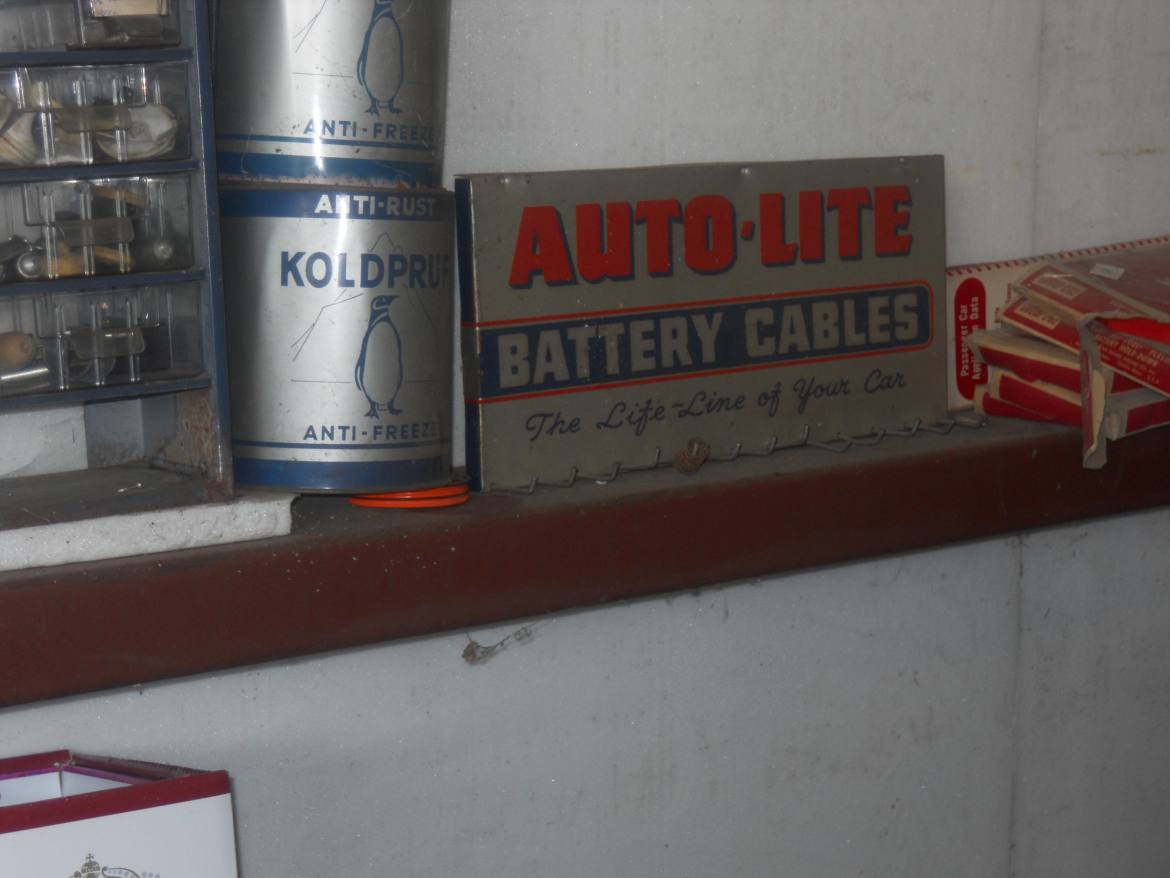 ANTI-FREEZE
ANTI-RUST
KOLDPRUF
ANTI-FREEZE
AUTO·LITE
BATTERY CABLES
The Life-Line of Your Car
Passenger Car
Data